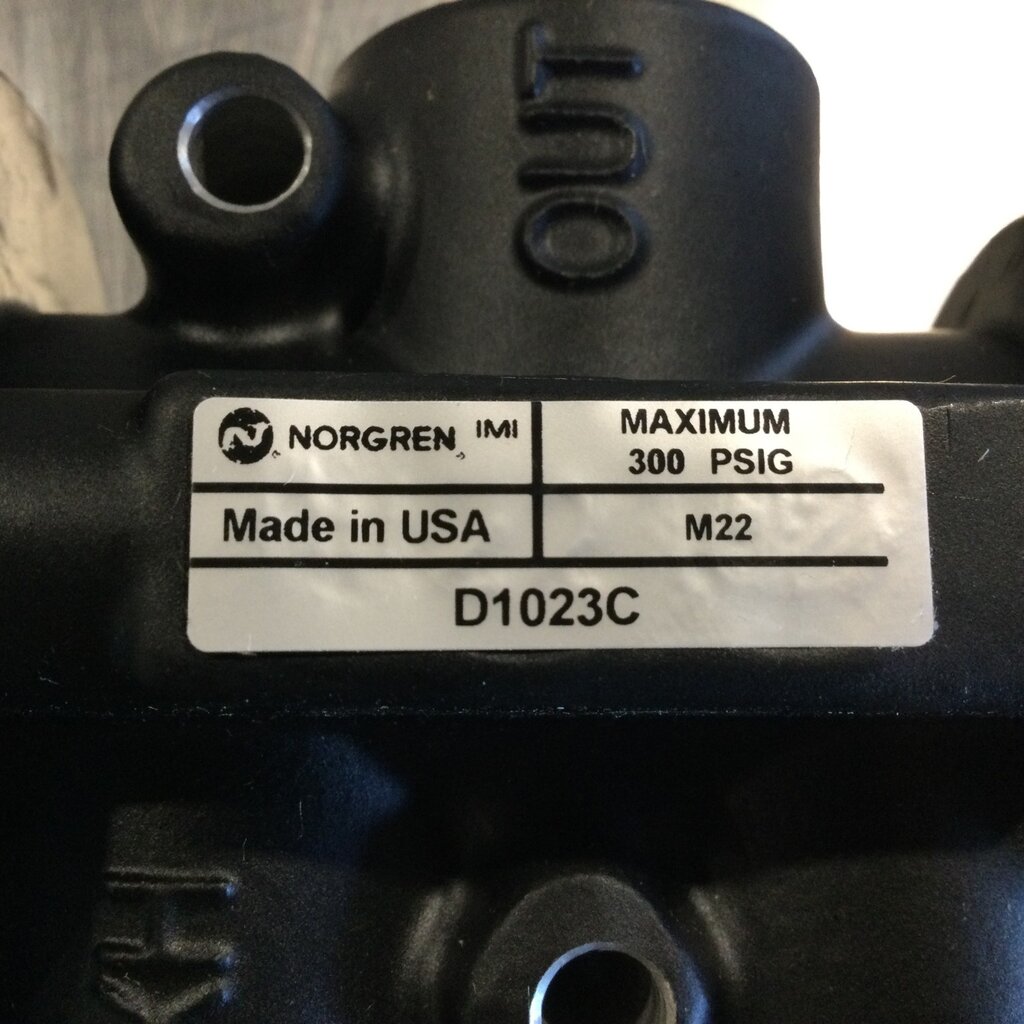 OUT
NORGREN IMI
MAXIMUM
300 PSIG
Made in USA
M22
D1023C